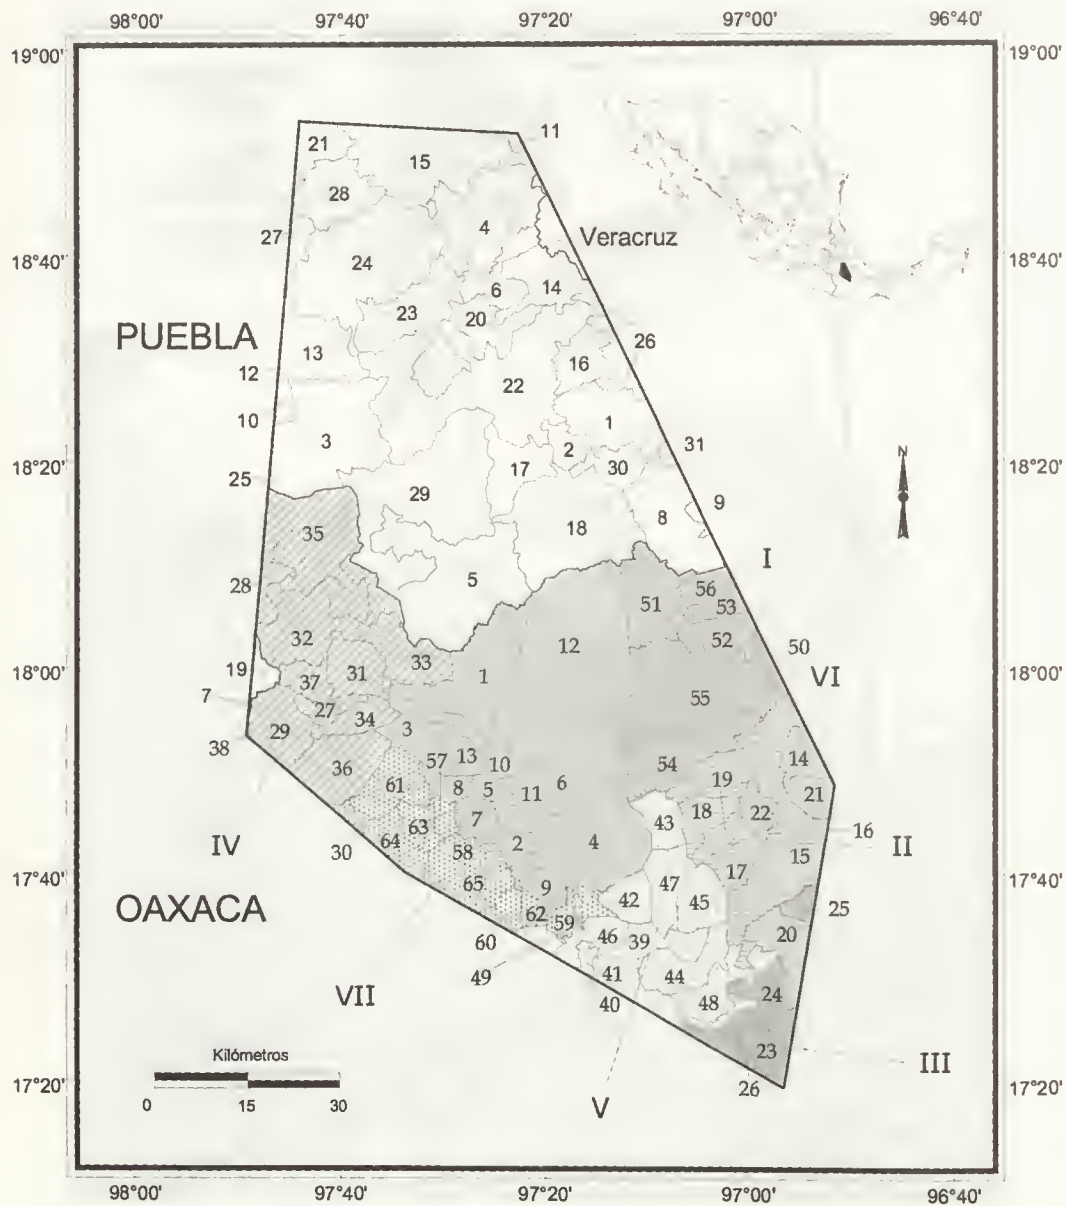 98°00' 97°40' 97°20' 97°00' 96°40'
19°00' 19°00'
11
21
15
28
4
27
Veracruz
18°40' 24 18°40'
6 14
23
20
PUEBLA 26
13
16
12
22
10 1
3 31
2
18°20' 17 30 18°20'
25
29 9
8
18
35
I
28 5 56
51 53
32 12 52 50
18°00' 19 33 18°00'
31 1 VI
37
7 27 55
34
29 3
38
57 13 14
36 10 54
61 8 5 6 19
11 21
18 22
7 43
63 16
IV 64 2 4 II
30 58 15
17
17°40' 65 47 17°40'
9
42 45
OAXACA 62 25
59
20
60 46 39
49 41 44
24
VII 40 48
Kilómetros 23
III
17°20' 26 17°20'
0 15 30
V
N
98°00' 97°40' 97°20' 97°00' 96°40'